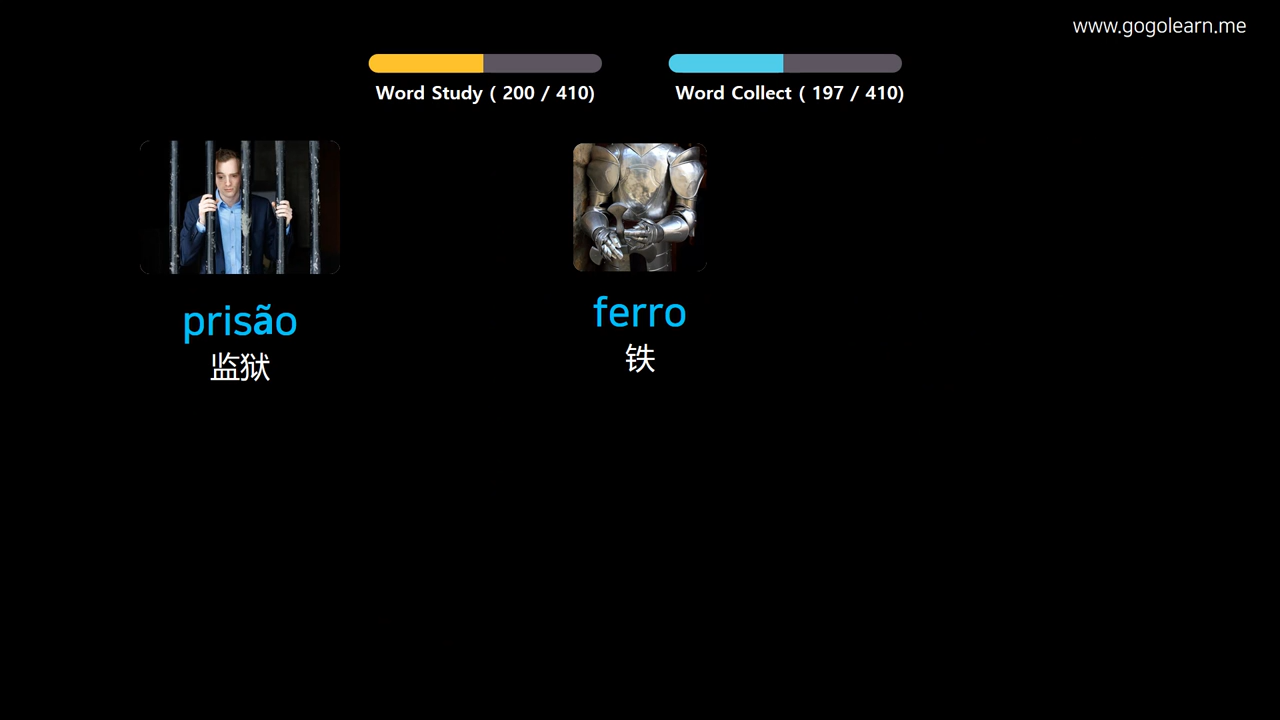 www.gogolearn.me
Word Study ( 200 / 410)
Word Collect ( 197 / 410)
prisão
监狱
ferro
铁